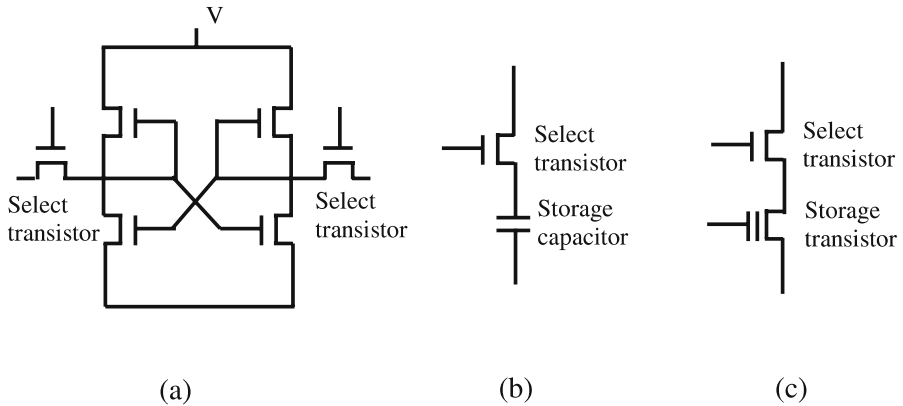 V
Select
transistor
Select
transistor
Select
transistor
Storage
capacitor
Select
transistor
Storage
transistor
(a)
(b)
(c)